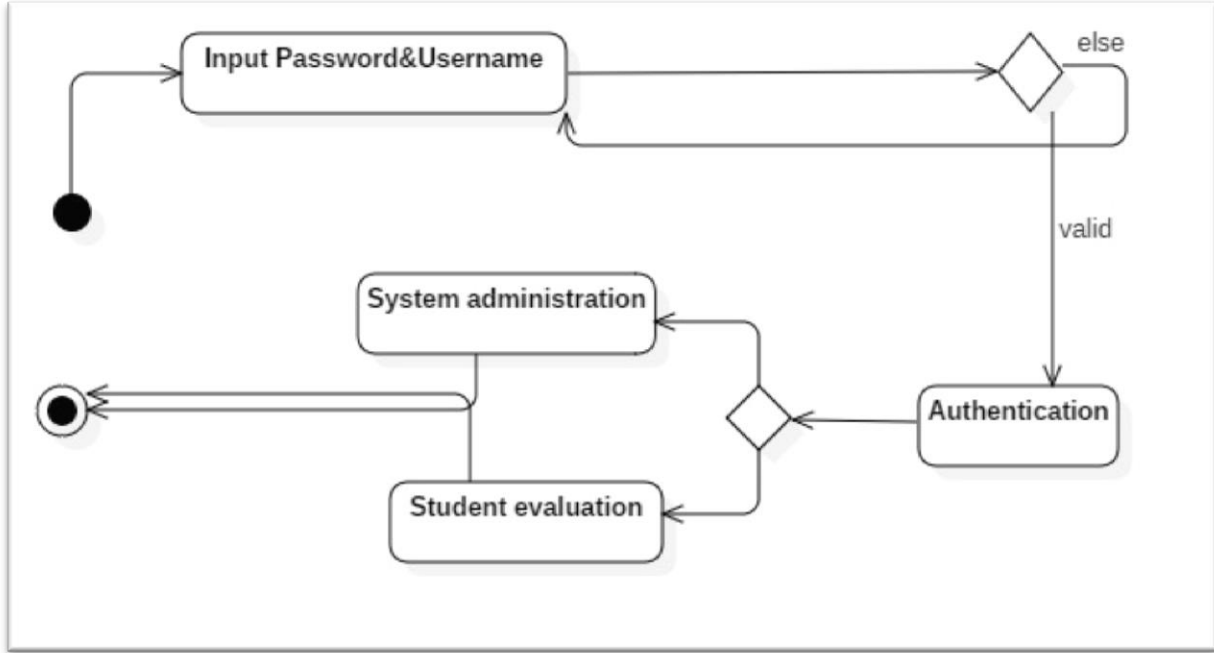 Input Password&Username
else
valid
System administration
Authentication
Student evaluation